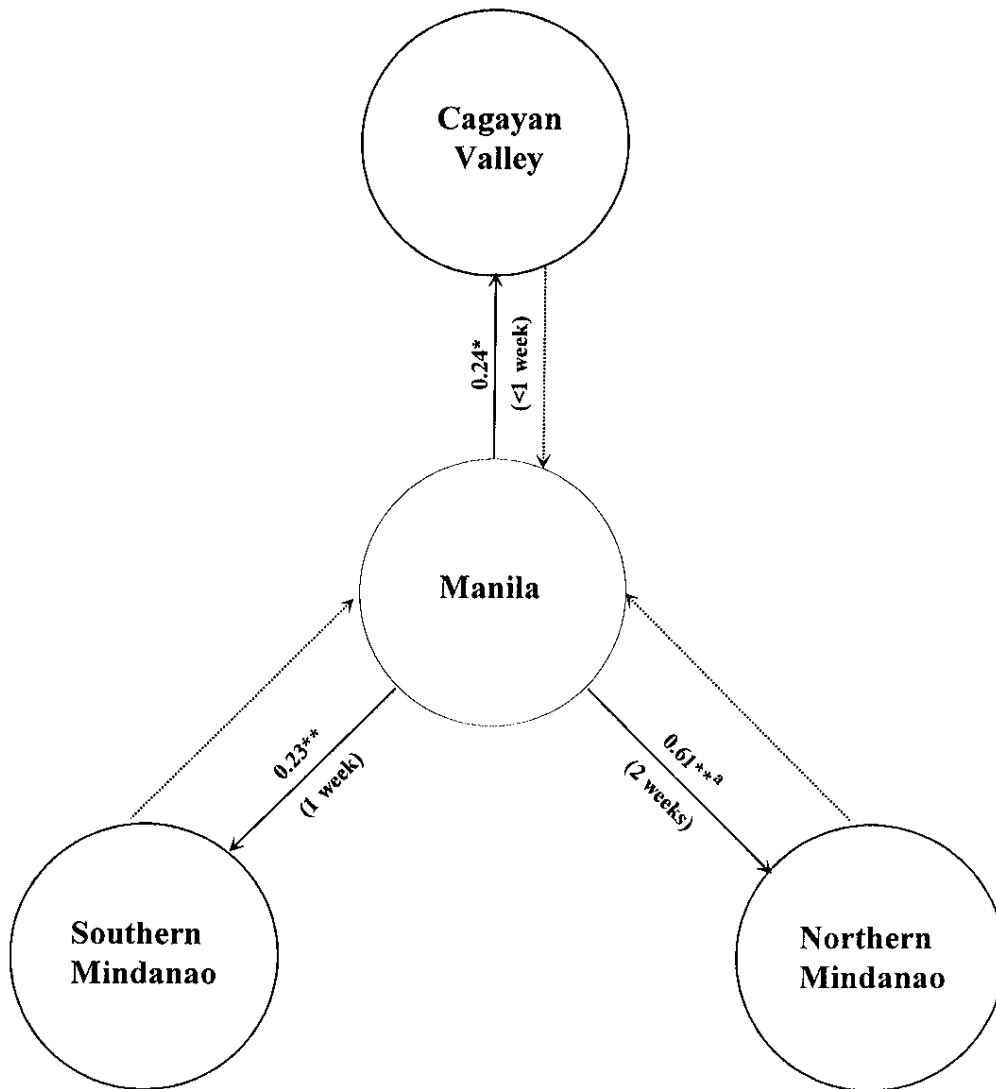 Cagayan
Valley
0.24*
(<1 week)
Manila
0.23**
(1 week)
0.61**a
(2 weeks)
Southern
Mindanao
Northern
Mindanao